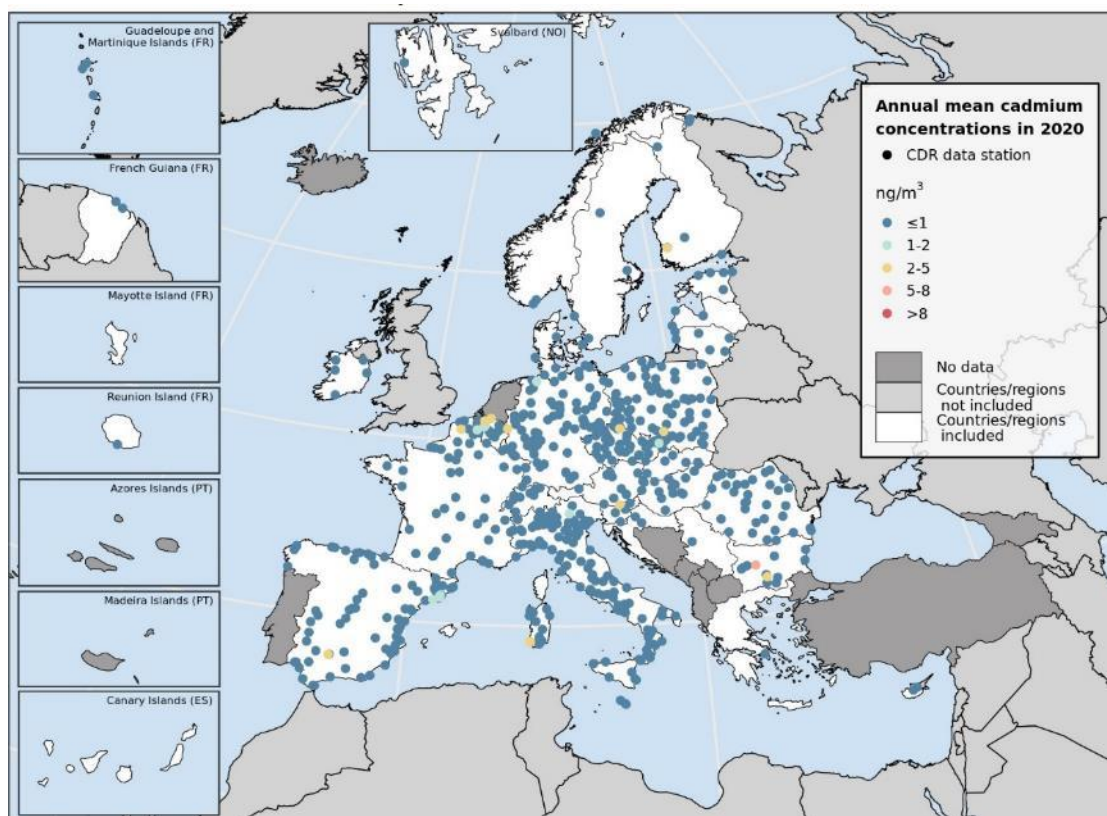 Guadeloupe and
Martinique Islands (FR)
Svalbard (NO)
French Guiana (FR)
Mayotte Island (FR)
Reunion Island (FR)
Azores Islands (PT)
Madeira Islands (PT)
Canary Islands (ES)
Annual mean cadmium
concentrations in 2020
CDR data station
ng/m³
≤1
1-2
2-5
5-8
>8
No data
Countries/regions
not included
Countries/regions
included